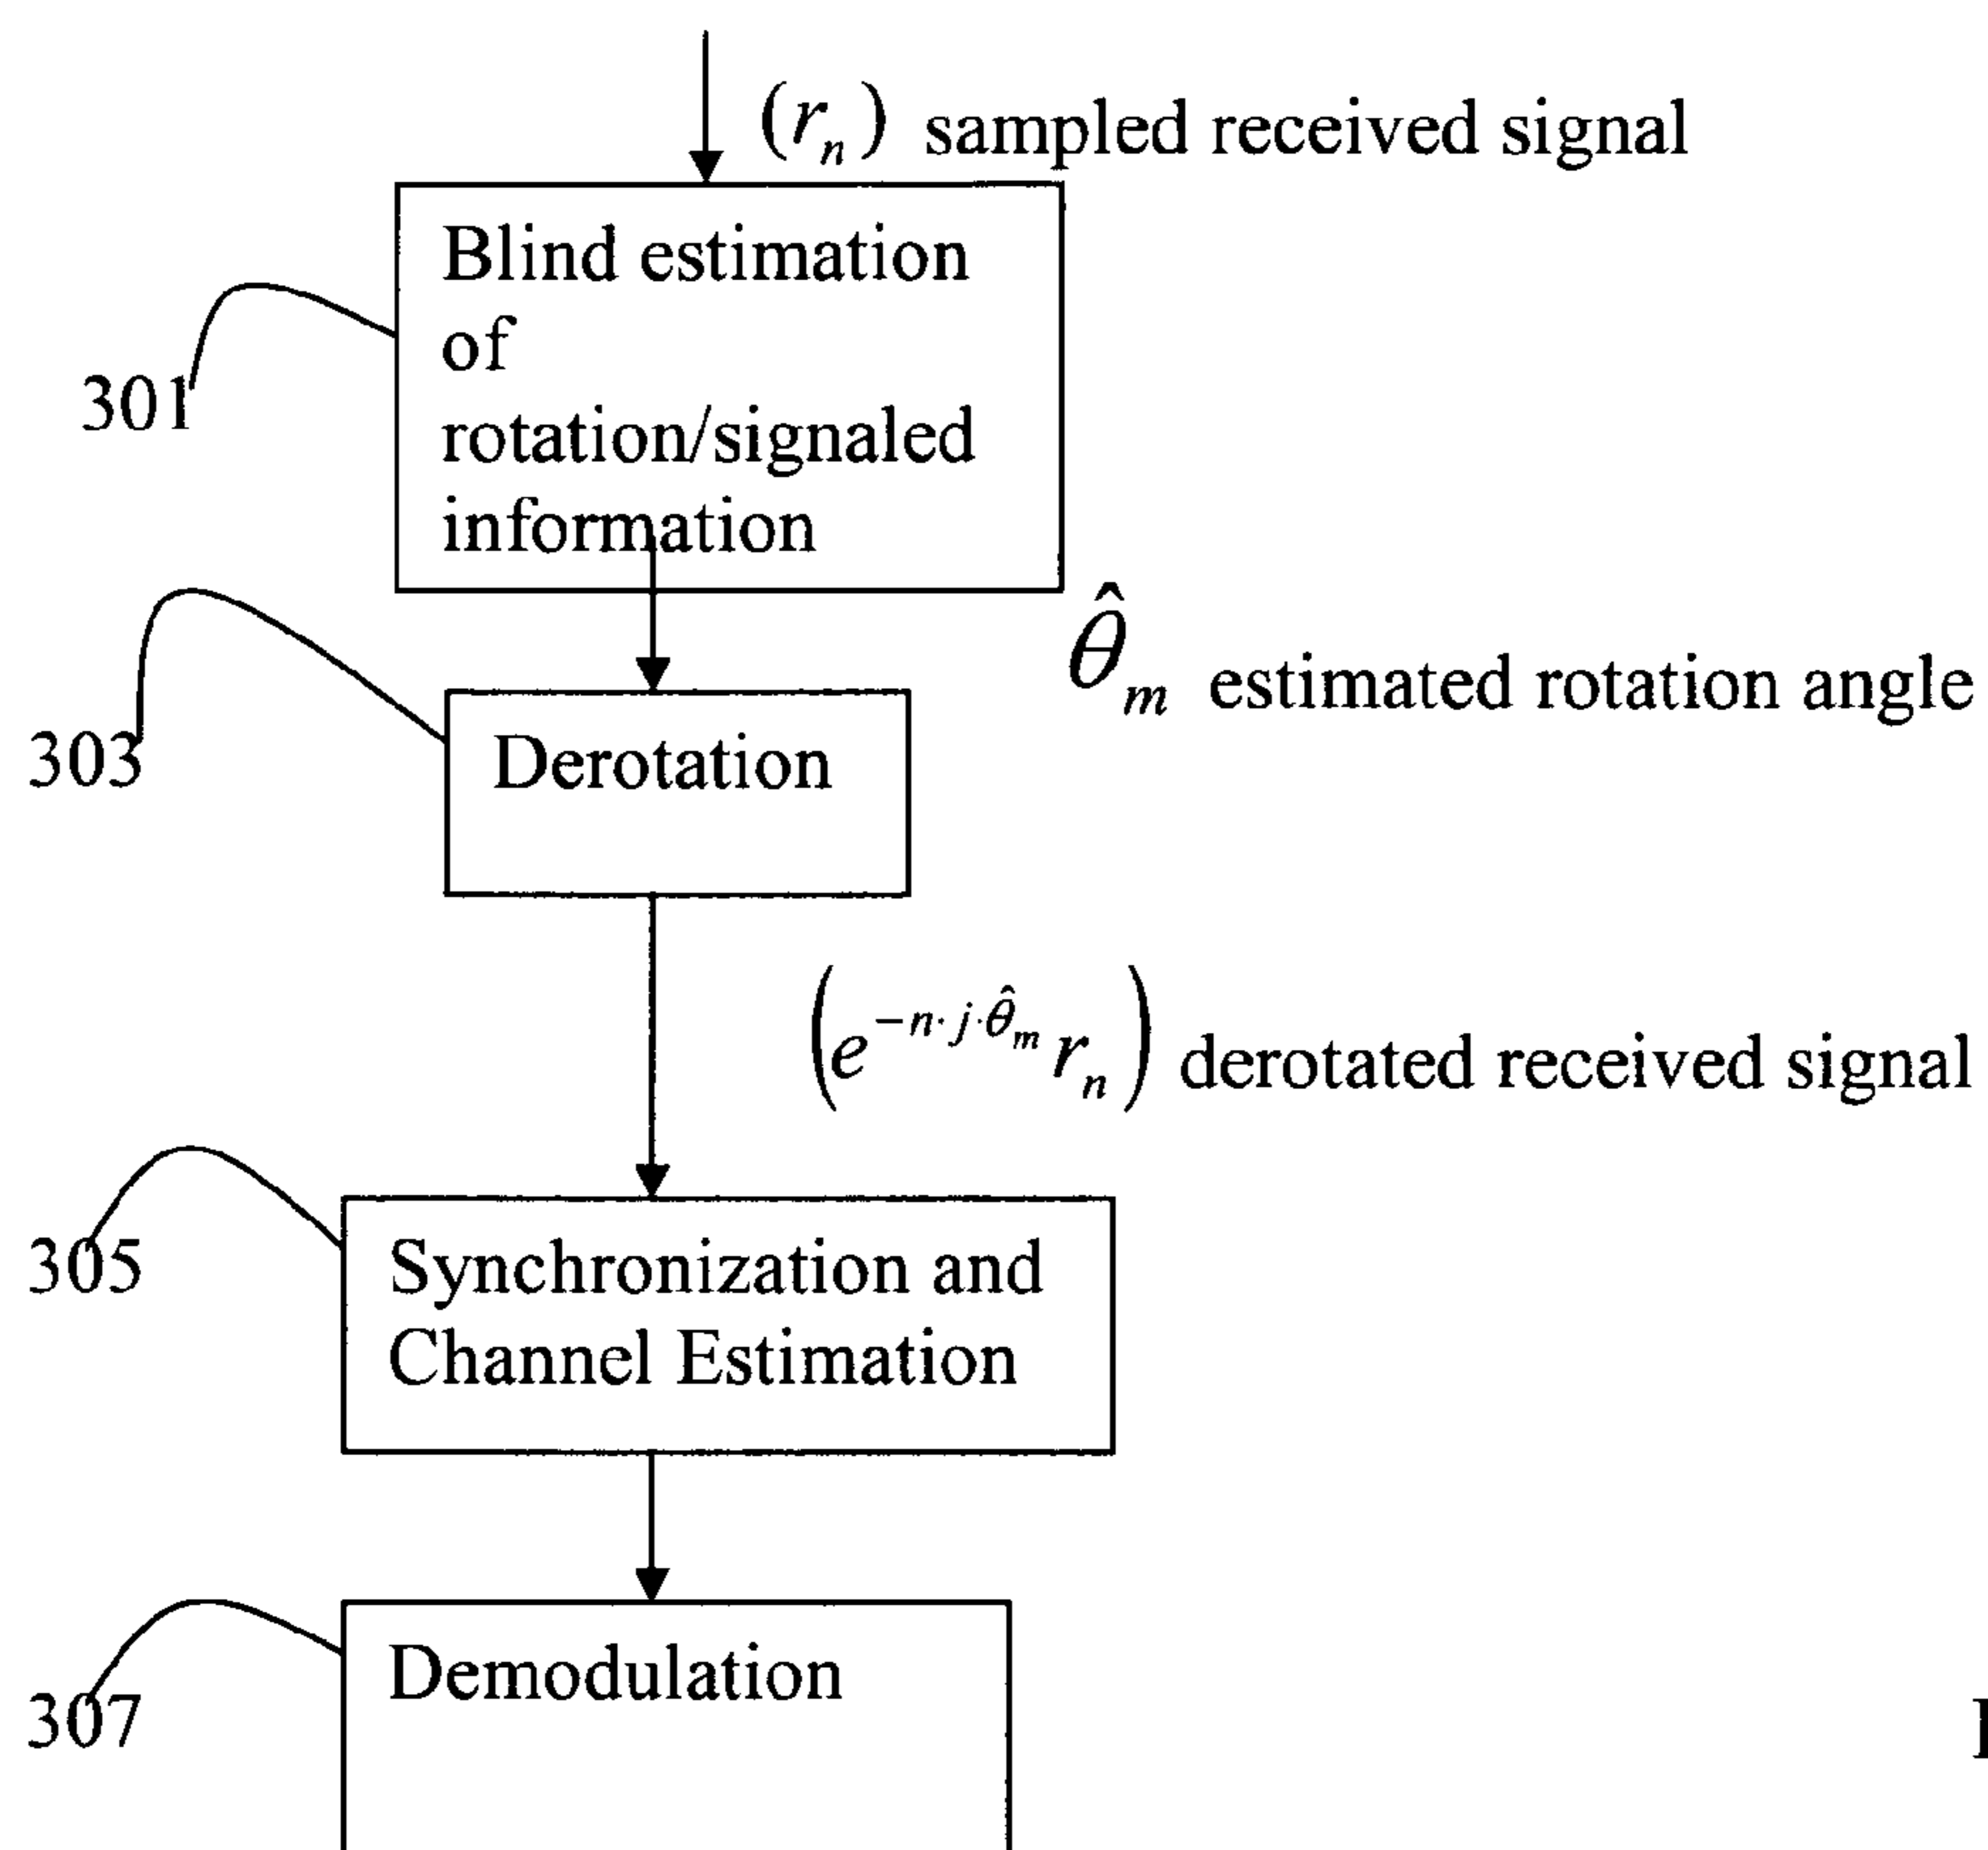 (r_n) sampled received signal
Blind estimation
of
rotation/signaled
information
301
θ̂_m estimated rotation angle
303
Derotation
(e^{-n·j·θ̂_m} r_n) derotated received signal
305
Synchronization and
Channel Estimation
307
Demodulation